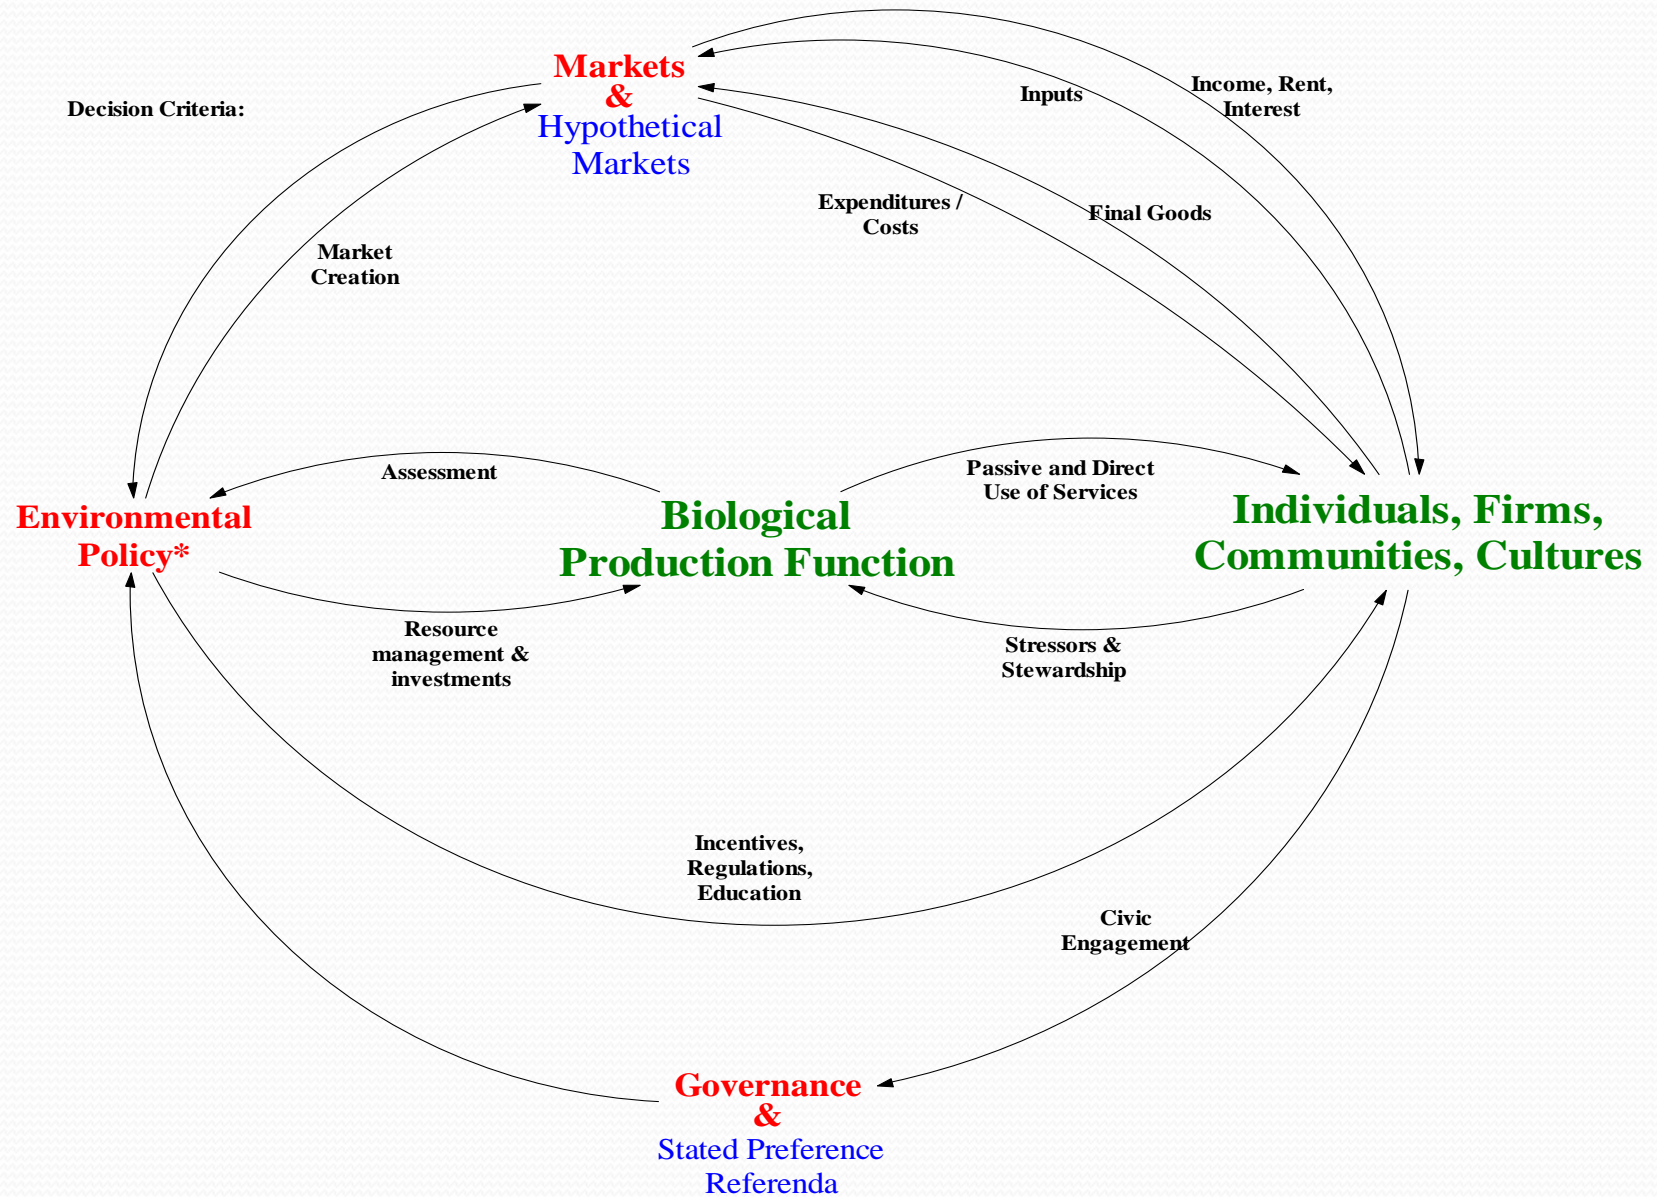 Markets
&
Hypothetical
Markets
Decision Criteria:
Inputs
Income, Rent,
Interest
Expenditures /
Costs
Final Goods
Market
Creation
Assessment
Passive and Direct
Use of Services
Environmental
Policy*
Biological
Production Function
Individuals, Firms,
Communities, Cultures
Resource
management &
investments
Stressors &
Stewardship
Incentives,
Regulations,
Education
Civic
Engagement
Governance
&
Stated Preference
Referenda